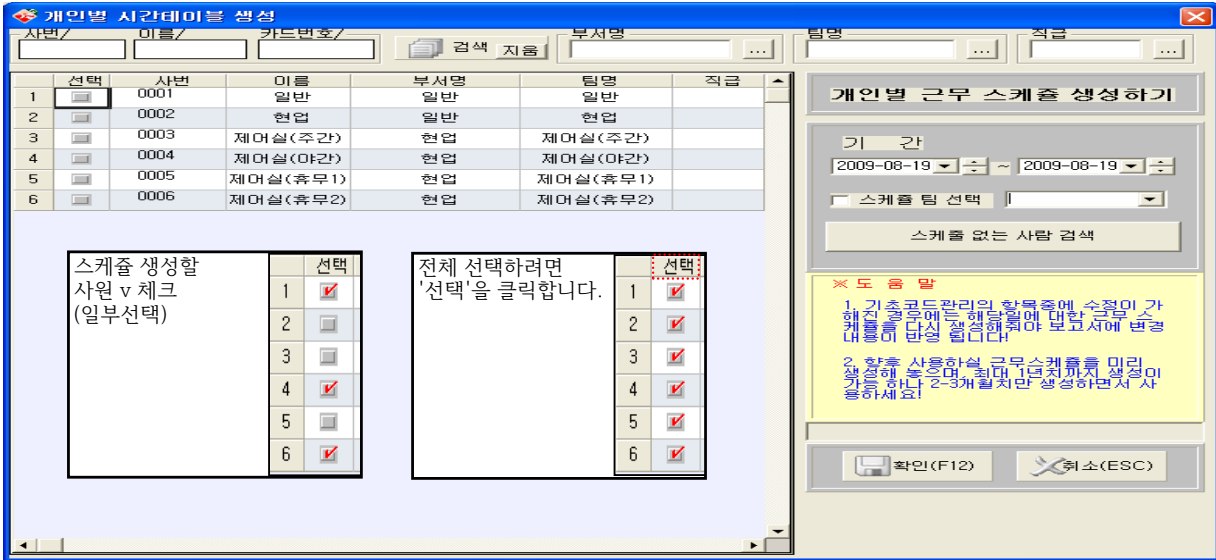 개인별 시간테이블 생성
사번/ 이름/ 카드번호/ 검색 지움 부서명 ... 팀명 ... 직급 ...
선택 사번 이름 부서명 팀명 직급
1 0001 일반 일반 일반
2 0002 현업 일반 현업
3 0003 제어실(주간) 현업 제어실(주간)
4 0004 제어실(야간) 현업 제어실(야간)
5 0005 제어실(휴무1) 현업 제어실(휴무1)
6 0006 제어실(휴무2) 현업 제어실(휴무2)
스케쥴 생성할
사원 v 체크
(일부선택)
선택
1
2
3
4
5
6
전체 선택하려면
'선택'을 클릭합니다.
선택
1
2
3
4
5
6
개인별 근무 스케쥴 생성하기
기 간
2009-08-19 ~ 2009-08-19
스케쥴 팀 선택
스케줄 없는 사람 검색
※ 도 움 말
1. 기초코드관리의 항목중에 수정이 가
해진 경우에는 해당일에 대한 근무 스
케쥴을 다시 생성해줘야 보고서에 변경
내용이 반영 됩니다!
2. 향후 사용하실 근무스케쥴을 미리
생성해 놓으며, 최대 1년치까지 생성이
가능 하나 2-3개월치만 생성하면서 사
용하세요!
확인(F12) 취소(ESC)